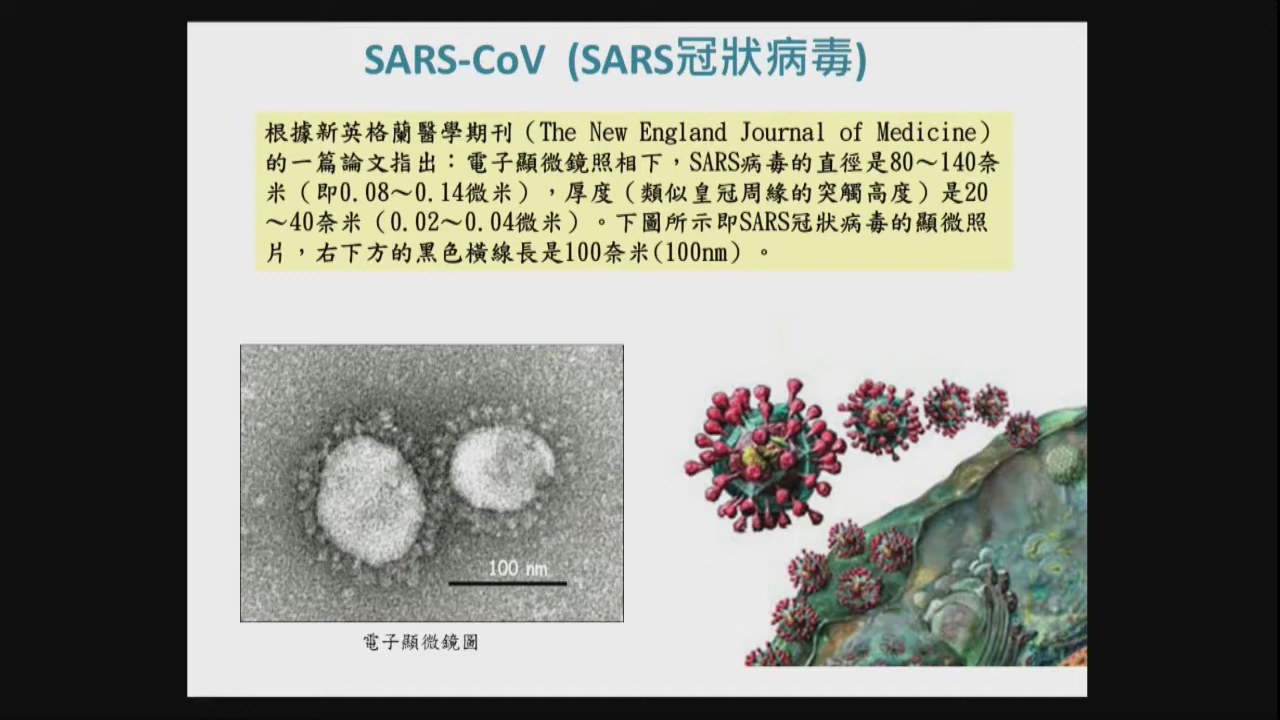 SARS-CoV (SARS冠狀病毒)
根據新英格蘭醫學期刊（The New England Journal of Medicine）
的一篇論文指出：電子顯微鏡照相下，SARS病毒的直徑是80～140奈
米（即0.08～0.14微米），厚度（類似皇冠周緣的突觸高度）是20
～40奈米（0.02～0.04微米）。下圖所示即SARS冠狀病毒的顯微照
片，右下方的黑色橫線長是100奈米(100nm）。
100 nm
電子顯微鏡圖